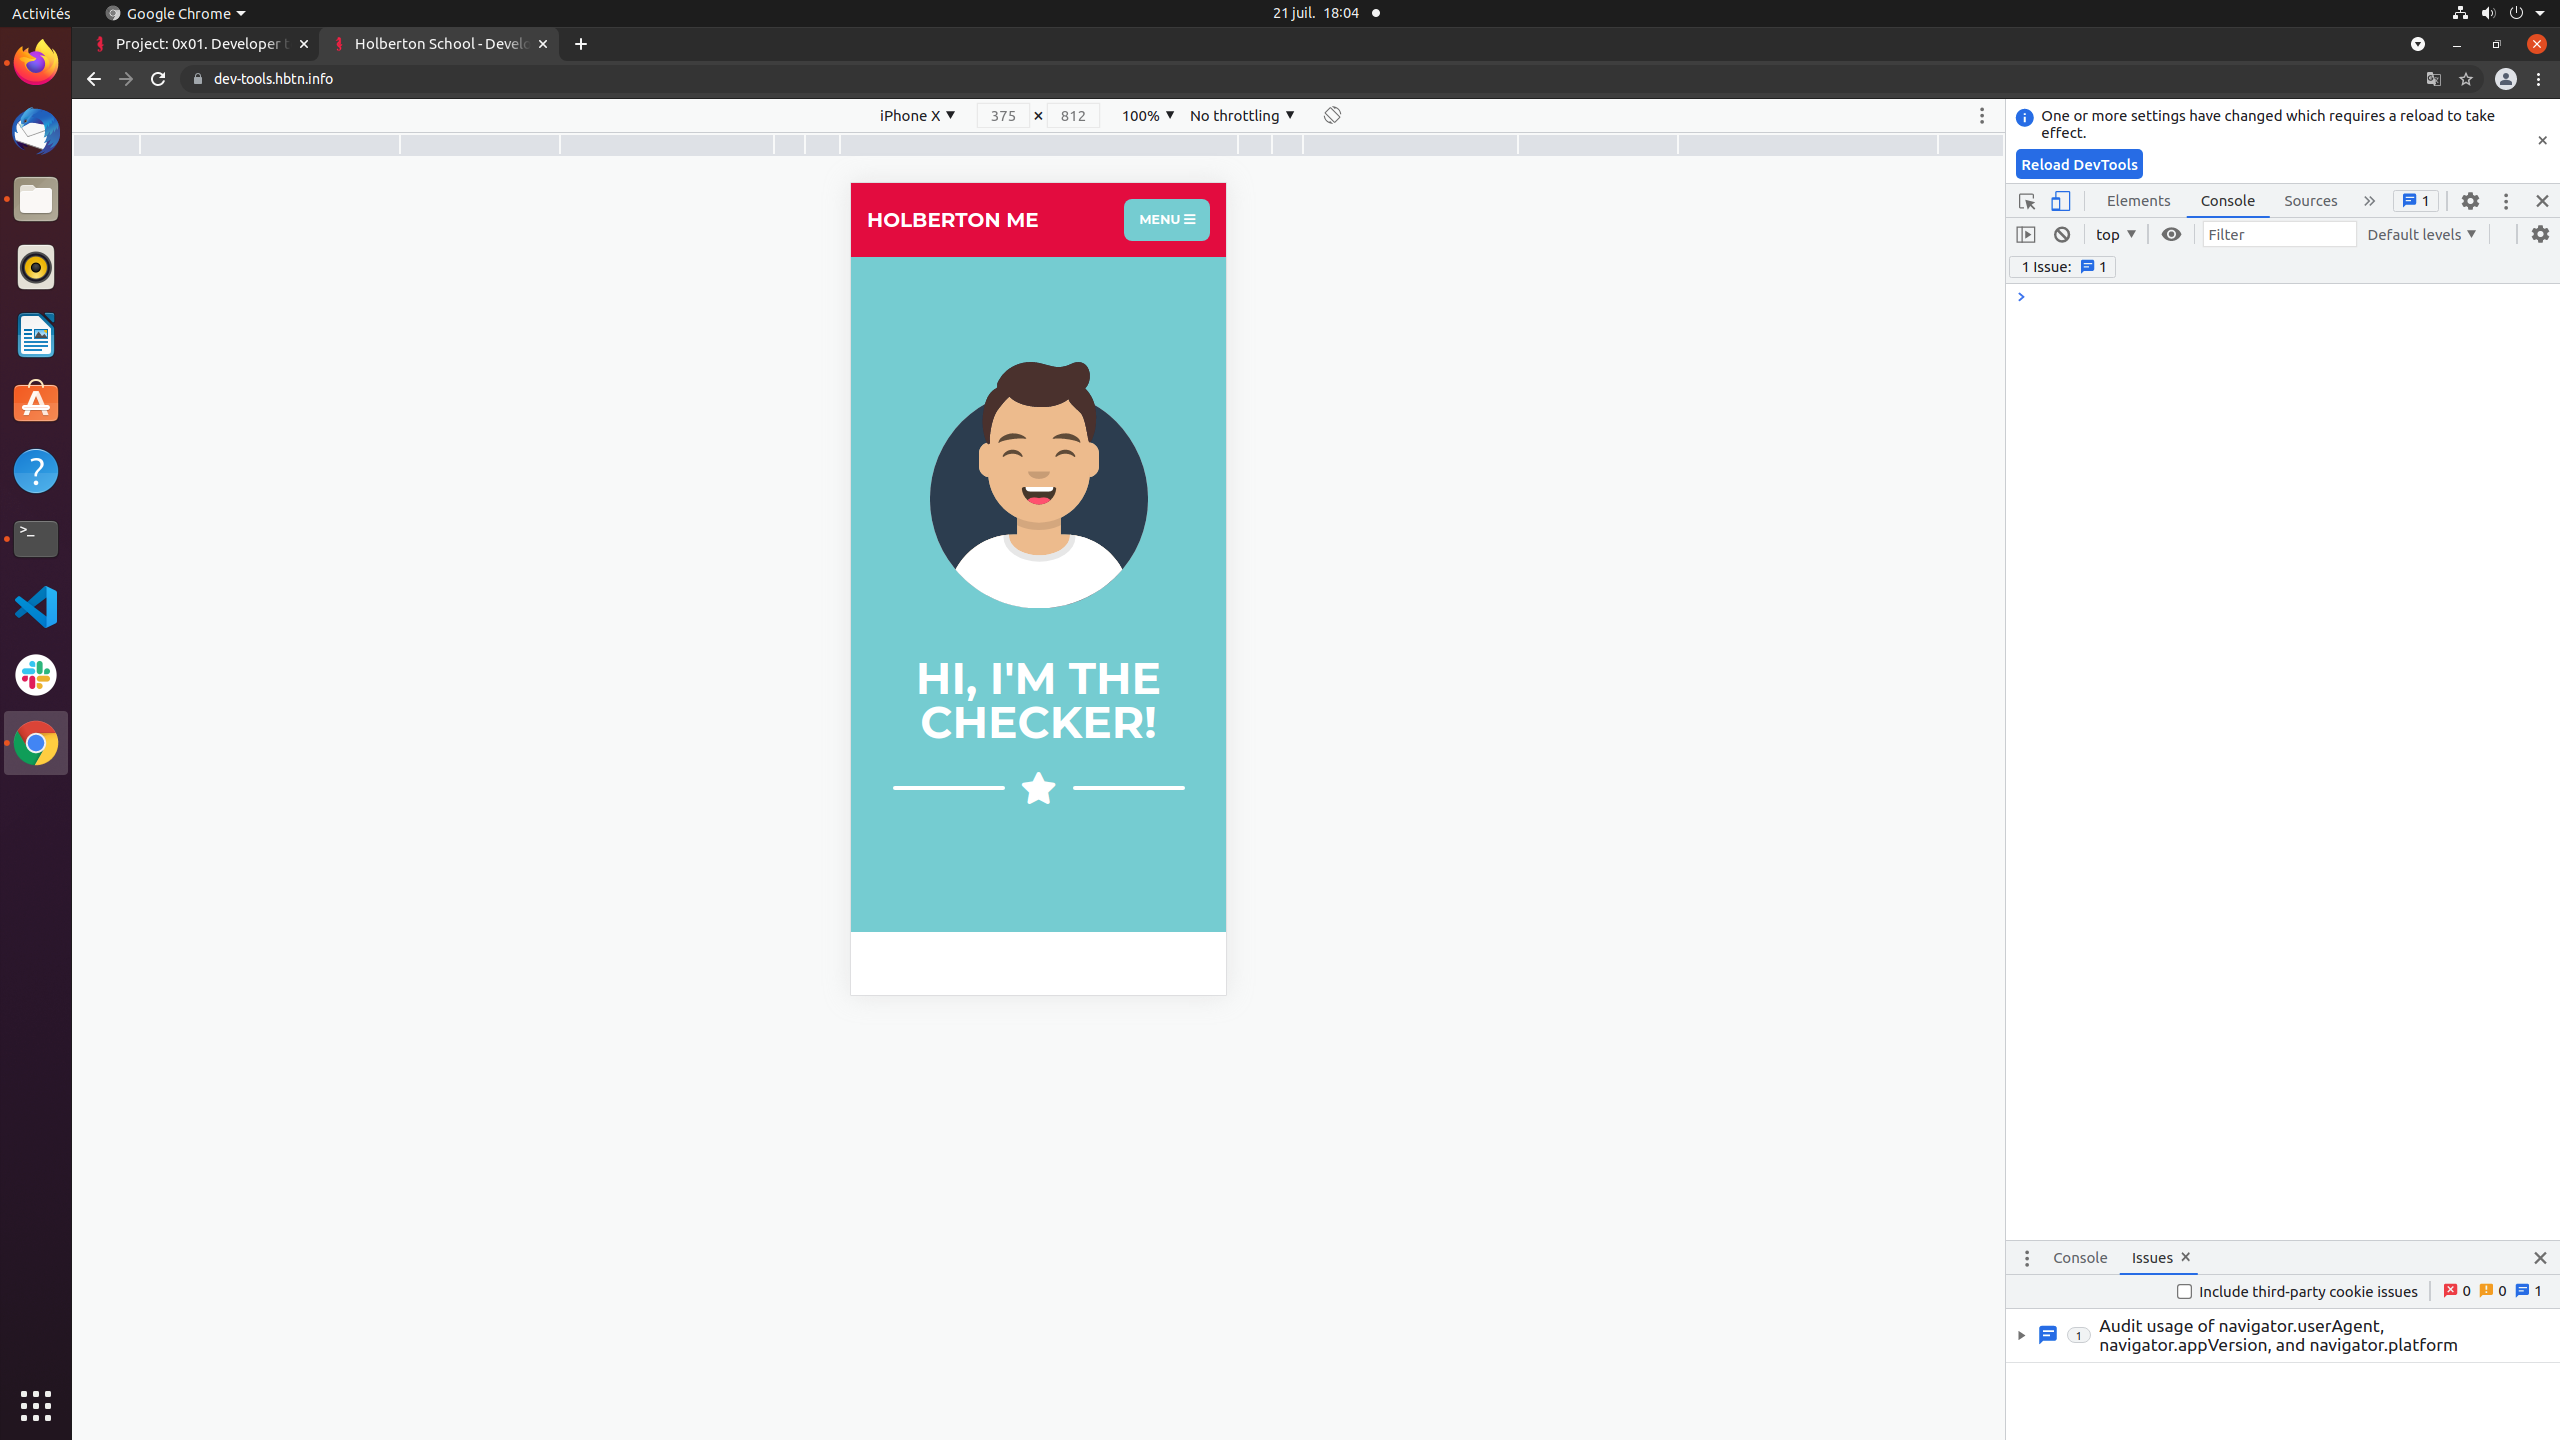 Activités
Google Chrome
21 juil. 18:04
Project: 0x01. Developer t
Holberton School - Develo
dev-tools.hbtn.info
iPhone X
375 × 812
100%
No throttling
One or more settings have changed which requires a reload to take
effect.
Reload DevTools
Elements
Console
Sources
» 1
top
Filter
Default levels
1 Issue: 1
HOLBERTON ME
MENU
HI, I'M THE
CHECKER!
Console
Issues
Include third-party cookie issues
0 0 1
1
Audit usage of navigator.userAgent,
navigator.appVersion, and navigator.platform